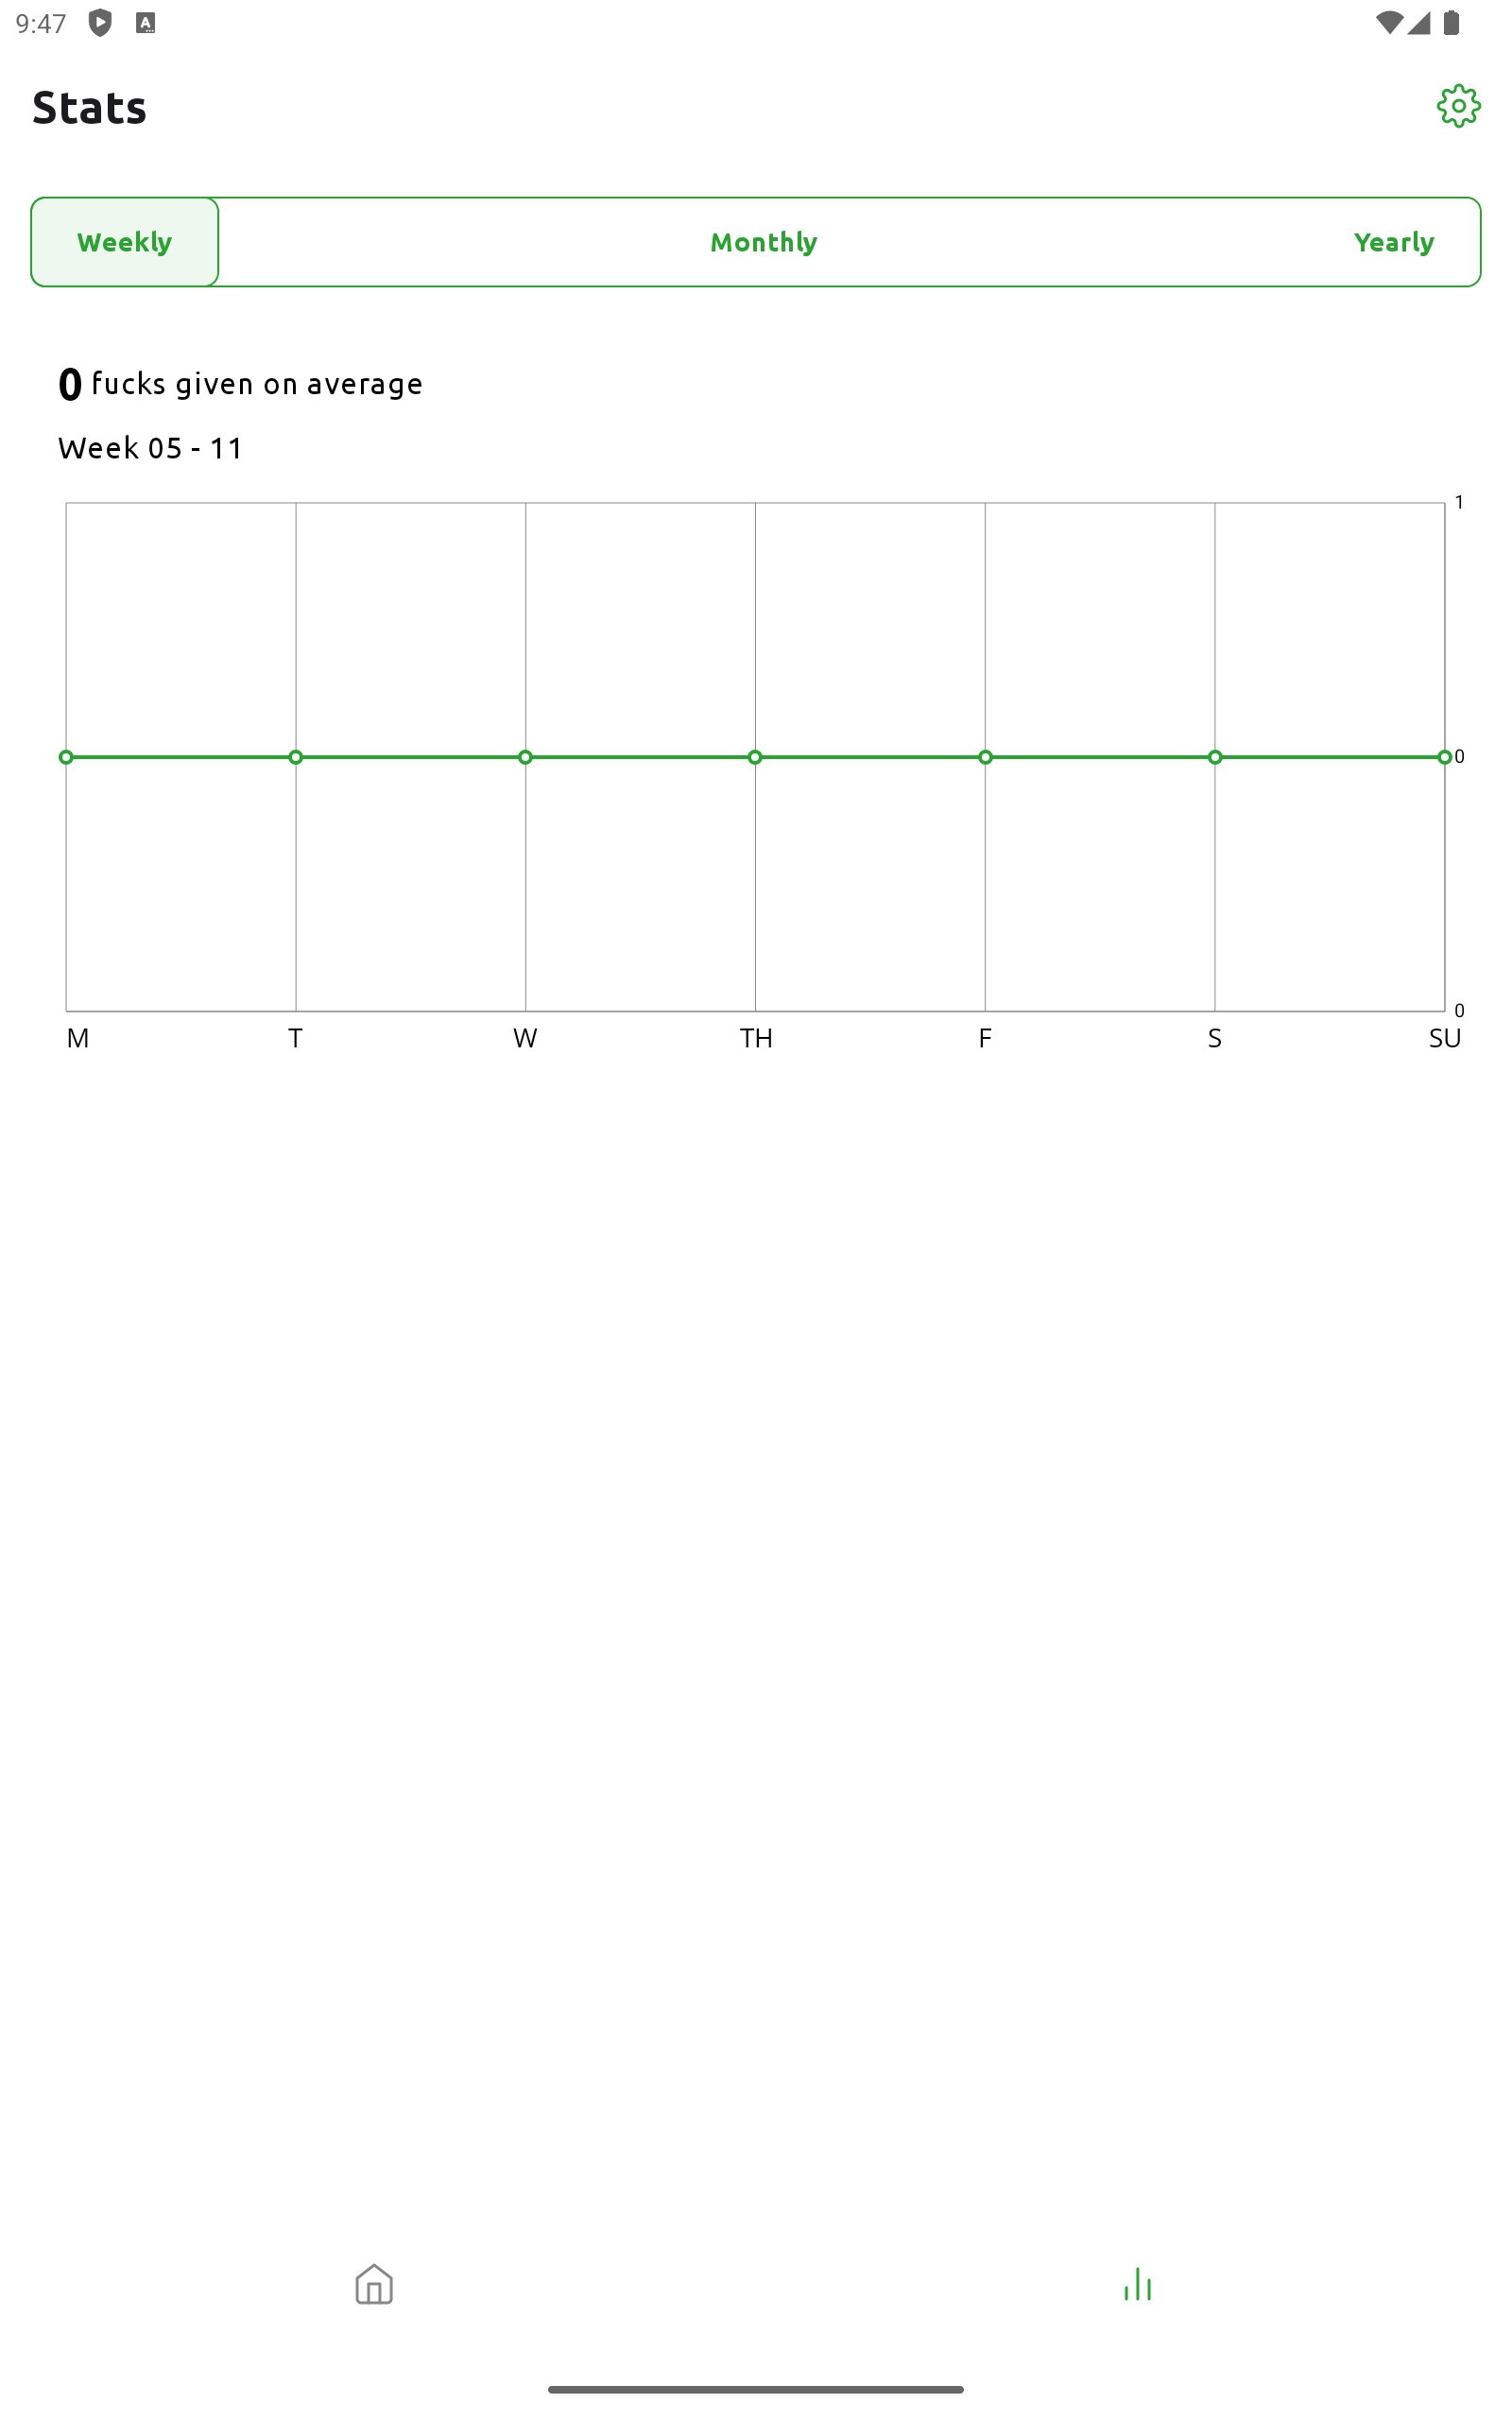 9:47
Stats
Weekly Monthly Yearly
0 fucks given on average
Week 05 - 11
1
0
0
M T W TH F S SU